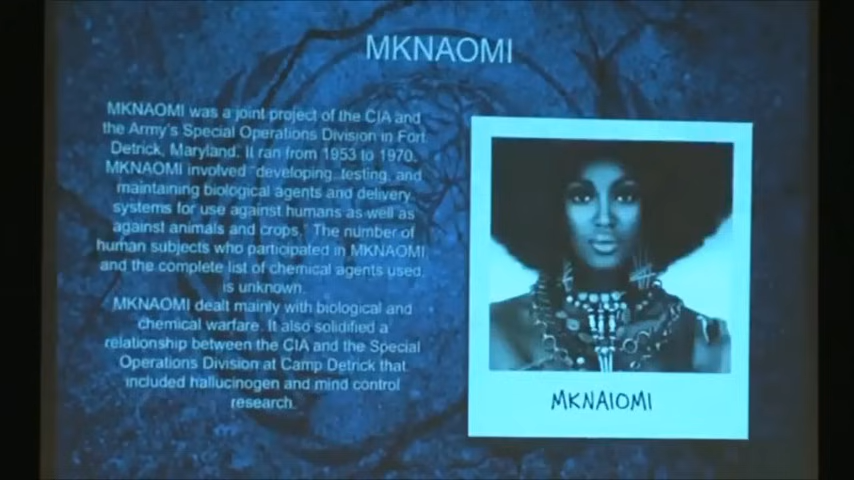 MKNAOMI
MKNAOMI was a joint project of the CIA and
the Army's Special Operations Division in Fort
Detrick, Maryland. It ran from 1953 to 1970.
MKNAOMI involved "developing, testing, and
maintaining biological agents and delivery
systems for use against humans as well as
against animals and crops." The number of
human subjects who participated in MKNAOMI
and the complete list of chemical agents used
is unknown.
MKNAOMI dealt mainly with biological and
chemical warfare. It also solidified a
relationship between the CIA and the Special
Operations Division at Camp Detrick that
included hallucinogen and mind control
research.
MKNAIOMI